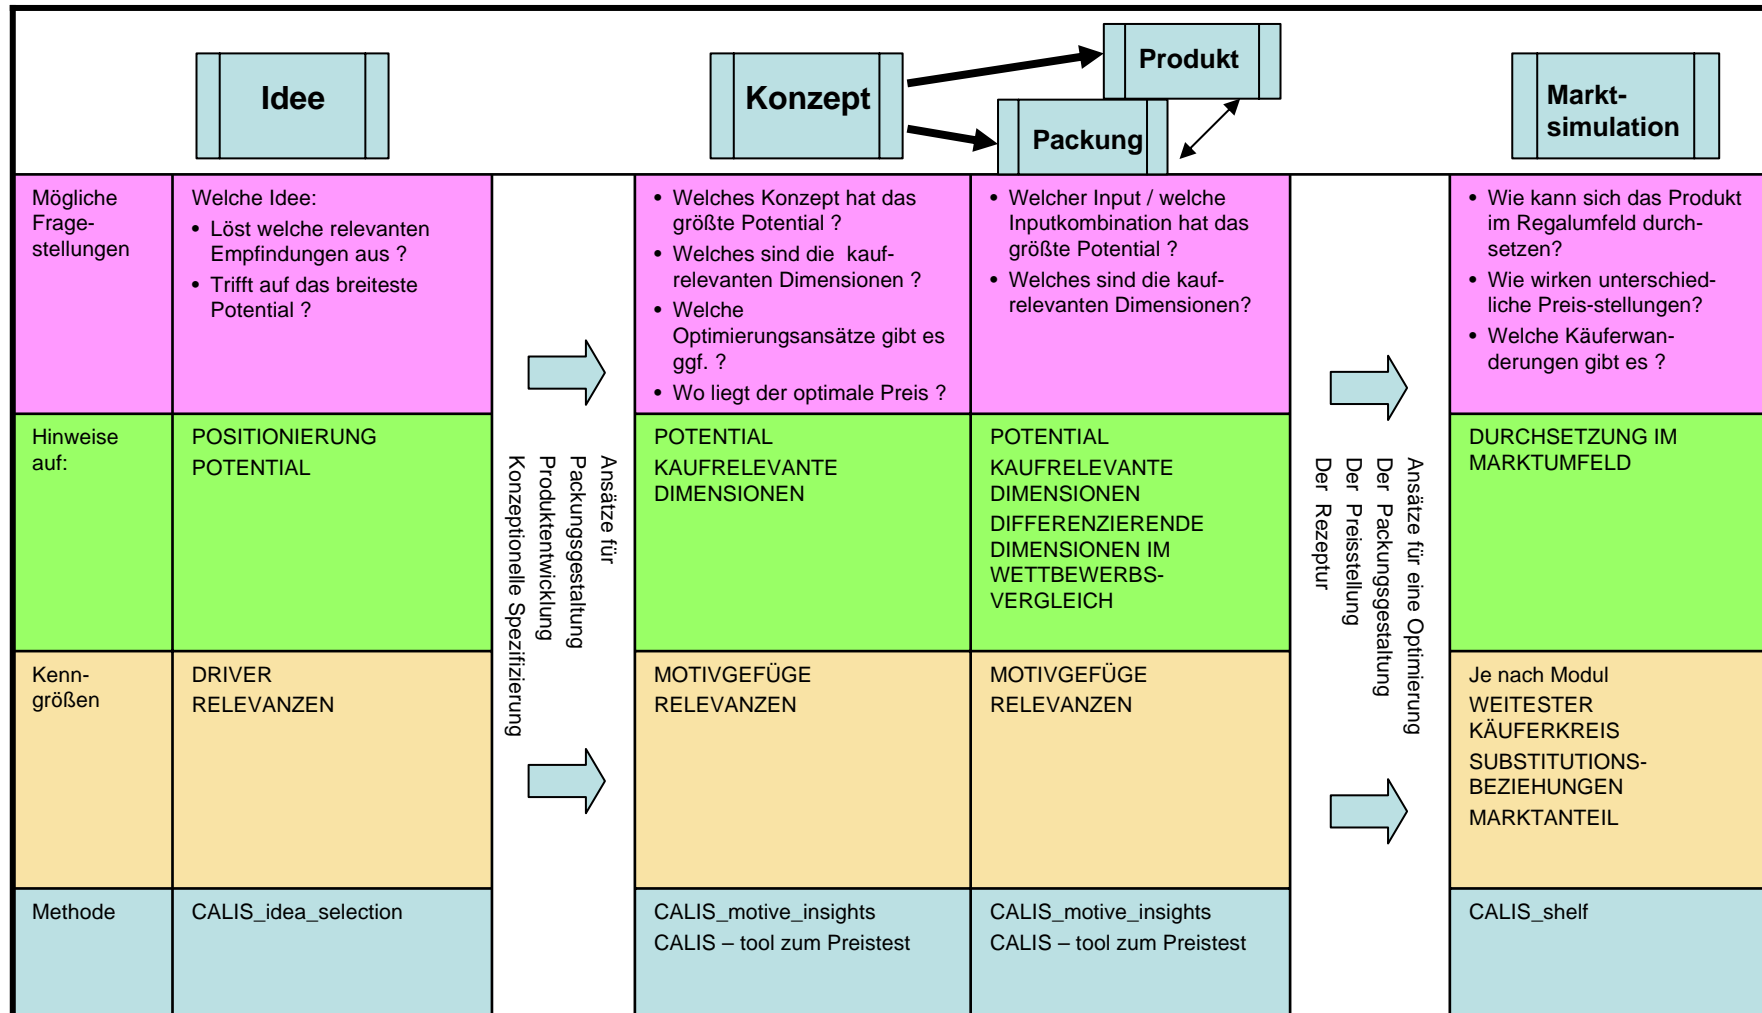 Idee
Konzept
Produkt
Packung
Markt-
simulation
Mögliche
Frage-
stellungen
Welche Idee:
• Löst welche relevanten
Empfindungen aus ?
• Trifft auf das breiteste
Potential ?
• Welches Konzept hat das
größte Potential ?
• Welches sind die kauf-
relevanten Dimensionen ?
• Welche
Optimierungsansätze gibt es
ggf. ?
• Wo liegt der optimale Preis ?
• Welcher Input / welche
Inputkombination hat das
größte Potential ?
• Welches sind die kauf-
relevanten Dimensionen?
• Wie kann sich das Produkt
im Regalumfeld durch-
setzen?
• Wie wirken unterschied-
liche Preis-stellungen?
• Welche Käuferwan-
derungen gibt es ?
Hinweise
auf:
POSITIONIERUNG
POTENTIAL
Ansätze für
Packungsgestaltung
Produktentwicklung
Konzeptionelle Spezifizierung
POTENTIAL
KAUFRELEVANTE
DIMENSIONEN
POTENTIAL
KAUFRELEVANTE
DIMENSIONEN
DIFFERENZIERENDE
DIMENSIONEN IM
WETTBEWERBS-
VERGLEICH
Ansätze für eine Optimierung
Der Packungsgestaltung
Der Preisstellung
Der Rezeptur
DURCHSETZUNG IM
MARKTUMFELD
Kenn-
größen
DRIVER
RELEVANZEN
MOTIVGEFÜGE
RELEVANZEN
MOTIVGEFÜGE
RELEVANZEN
Je nach Modul
WEITESTER
KÄUFERKREIS
SUBSTITUTIONS-
BEZIEHUNGEN
MARKTANTEIL
Methode
CALIS_idea_selection
CALIS_motive_insights
CALIS – tool zum Preistest
CALIS_motive_insights
CALIS – tool zum Preistest
CALIS_shelf